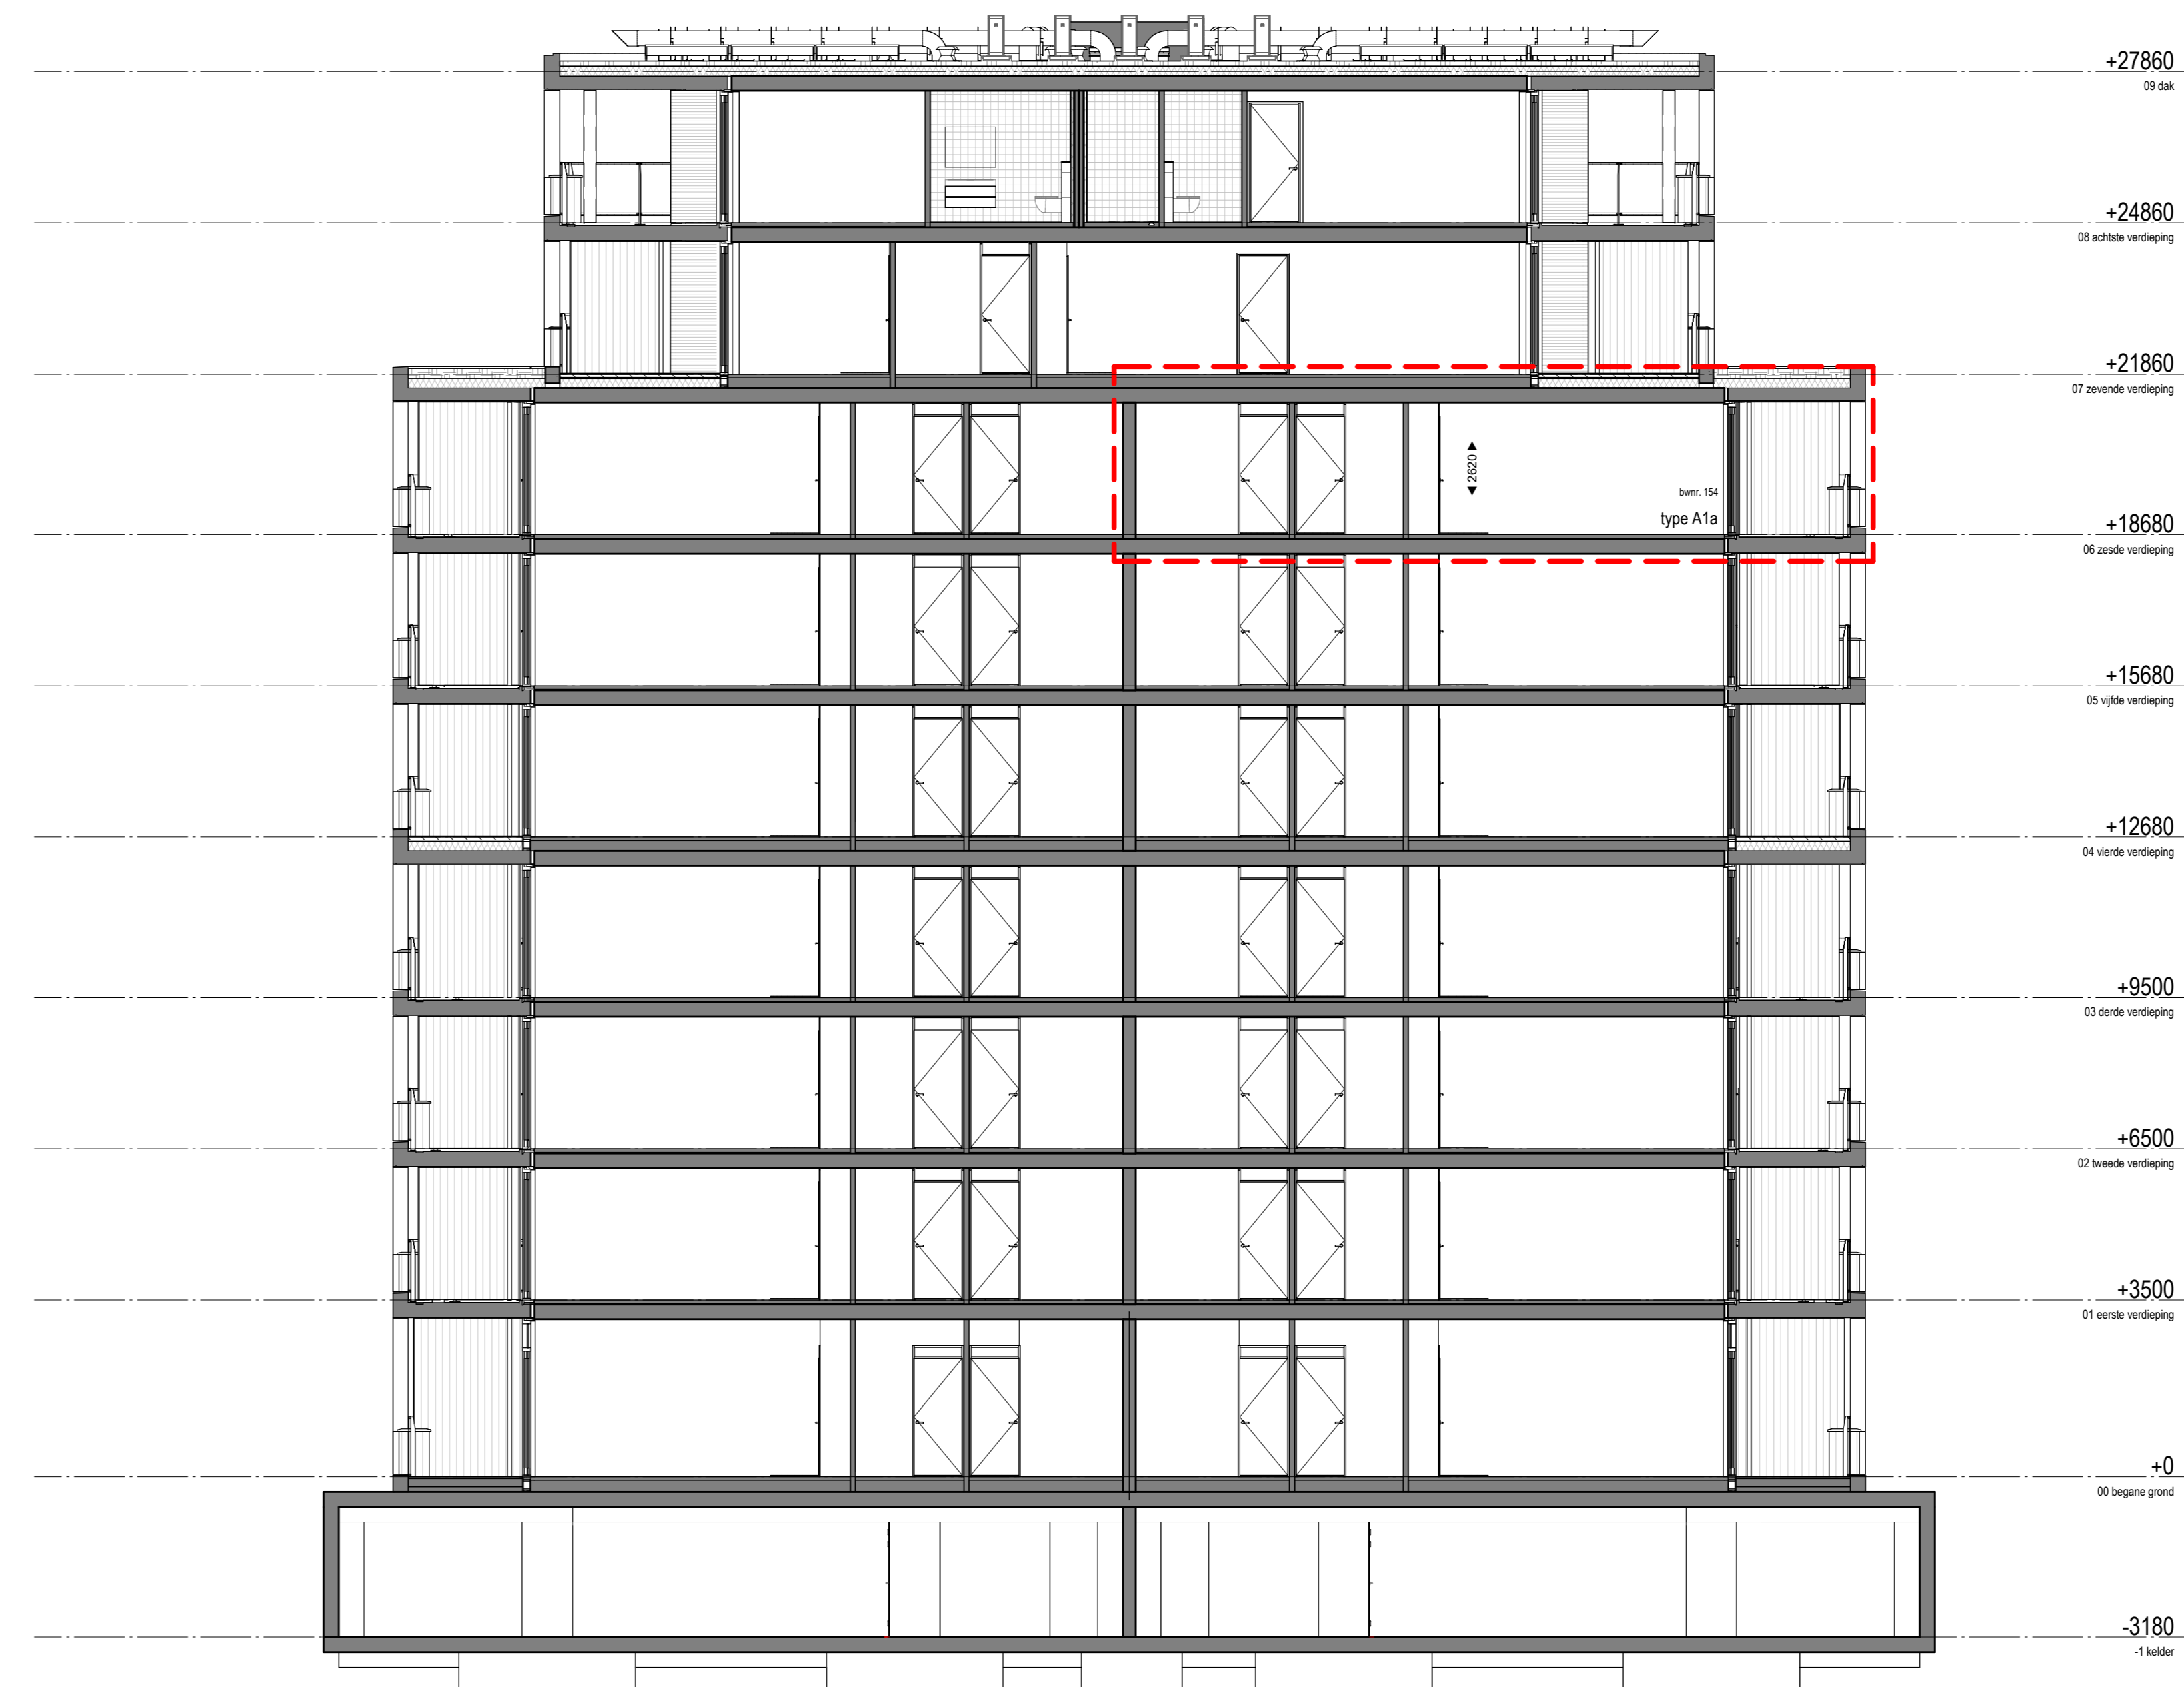 +27860
09 dak
+24860
08 achtste verdieping
+21860
07 zevende verdieping
2620
bwnr. 154
type A1a
+18680
06 zesde verdieping
+15680
05 vijfde verdieping
+12680
04 vierde verdieping
+9500
03 derde verdieping
+6500
02 tweede verdieping
+3500
01 eerste verdieping
+0
00 begane grond
-3180
-1 kelder